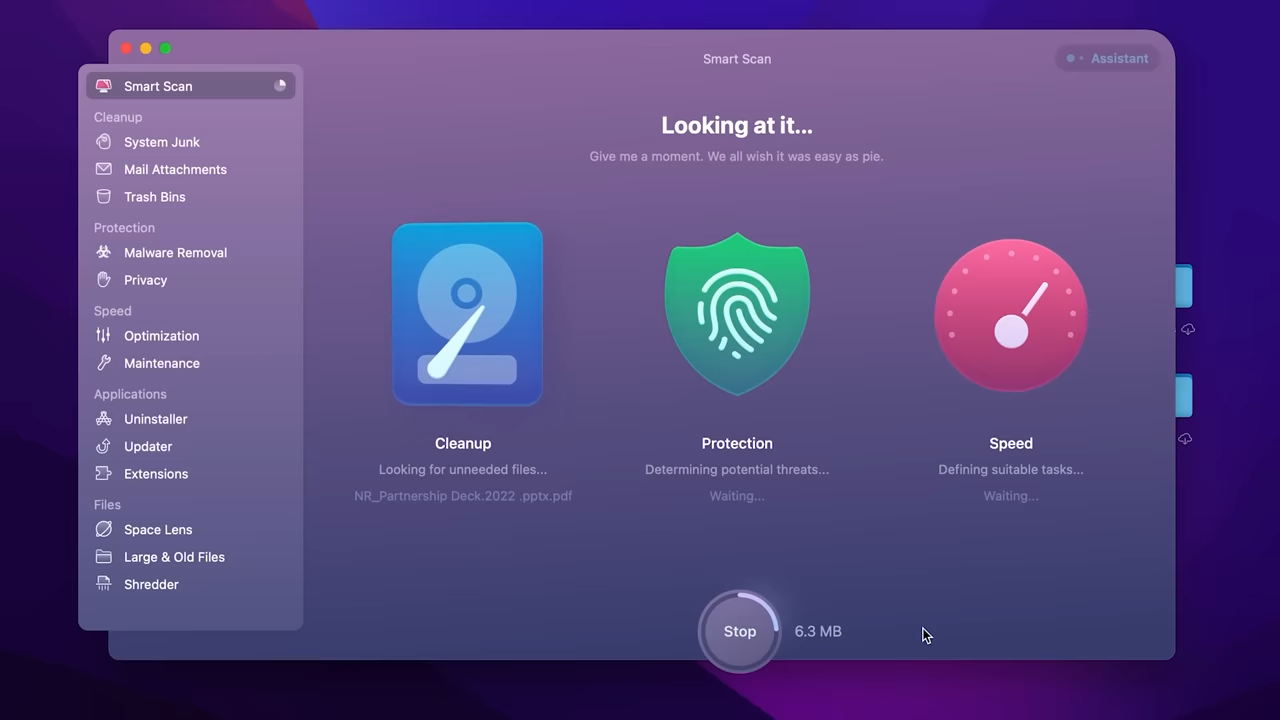 Smart Scan
Assistant
Smart Scan
Cleanup
System Junk
Mail Attachments
Trash Bins
Protection
Malware Removal
Privacy
Speed
Optimization
Maintenance
Applications
Uninstaller
Updater
Extensions
Files
Space Lens
Large & Old Files
Shredder
Looking at it...
Give me a moment. We all wish it was easy as pie.
Cleanup
Looking for unneeded files...
NR_Partnership Deck.2022 .pptx.pdf
Protection
Determining potential threats...
Waiting...
Speed
Defining suitable tasks...
Waiting...
Stop
6.3 MB